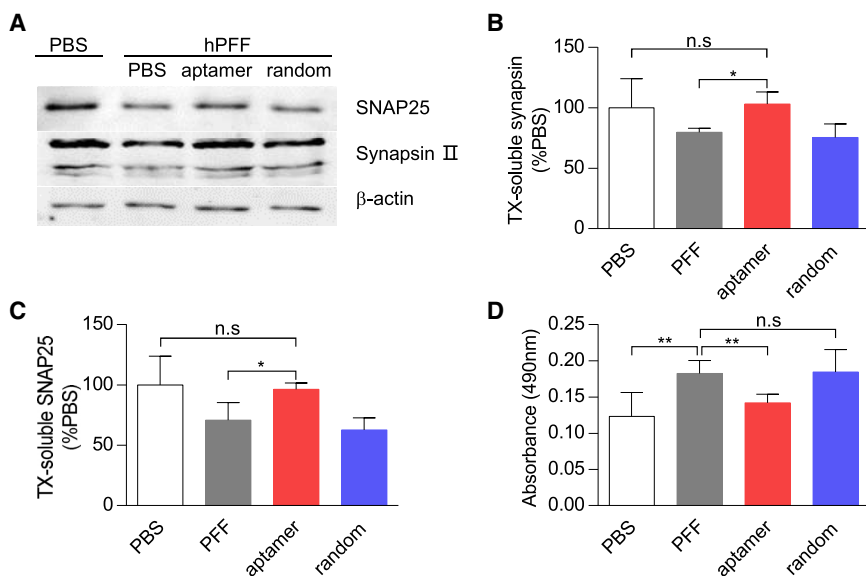 A
PBS hPFF
PBS aptamer random
SNAP25
Synapsin Ⅱ
β-actin
B
TX-soluble synapsin
(%PBS)
150
100
50
0
n.s
*
PBS
PFF
aptamer
random
C
TX-soluble SNAP25
(%PBS)
150
100
50
0
n.s
*
PBS
PFF
aptamer
random
D
Absorbance (490nm)
0.25
0.20
0.15
0.10
0.05
0.00
n.s
** **
PBS
PFF
aptamer
random